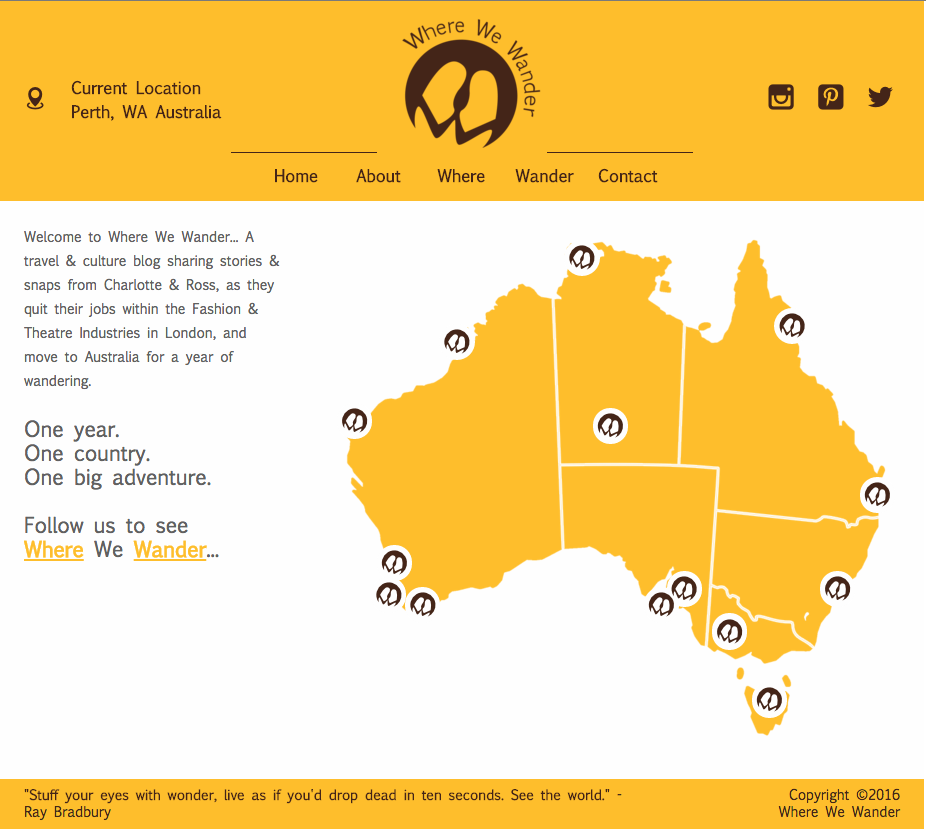 Where We Wander
Current Location
Perth, WA Australia
Home About Where Wander Contact
Welcome to Where We Wander... A
travel & culture blog sharing stories &
snaps from Charlotte & Ross, as they
quit their jobs within the Fashion &
Theatre Industries in London, and
move to Australia for a year of
wandering.
One year.
One country.
One big adventure.
Follow us to see
Where We Wander...
"Stuff your eyes with wonder, live as if you'd drop dead in ten seconds. See the world." -
Ray Bradbury
Copyright ©2016
Where We Wander